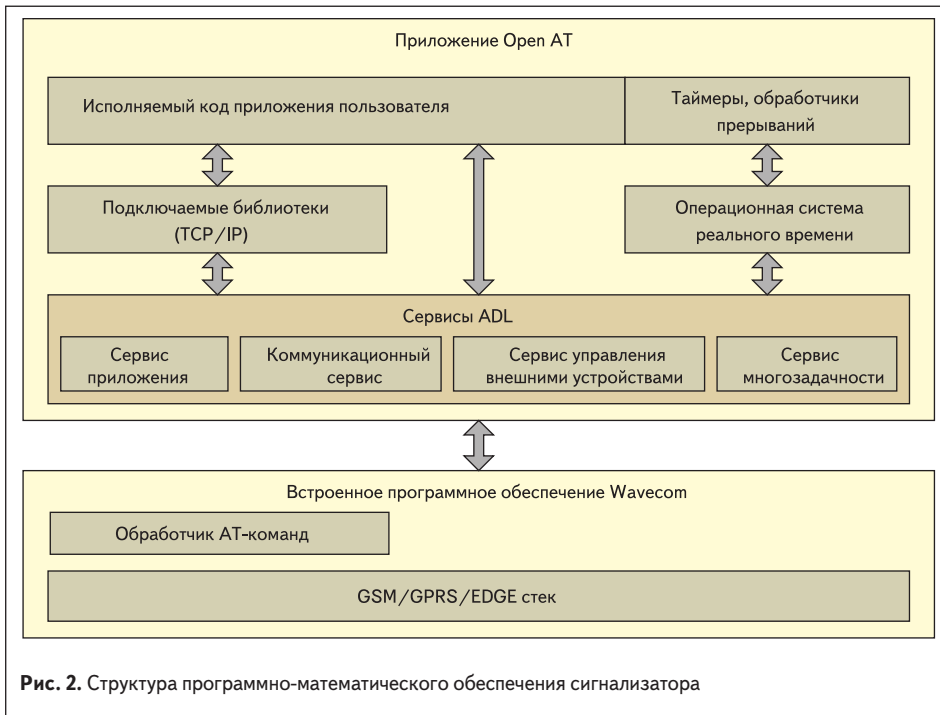 Приложение Open AT
Исполняемый код приложения пользователя
Таймеры, обработчики
прерываний
Подключаемые библиотеки
(TCP/IP)
Операционная система
реального времени
Сервисы ADL
Сервис
приложения
Коммуникационный
сервис
Сервис управления
внешними устройствами
Сервис
многозадачности
Встроенное программное обеспечение Wavecom
Обработчик АТ-команд
GSM/GPRS/EDGE стек
Рис. 2. Структура программно-математического обеспечения сигнализатора